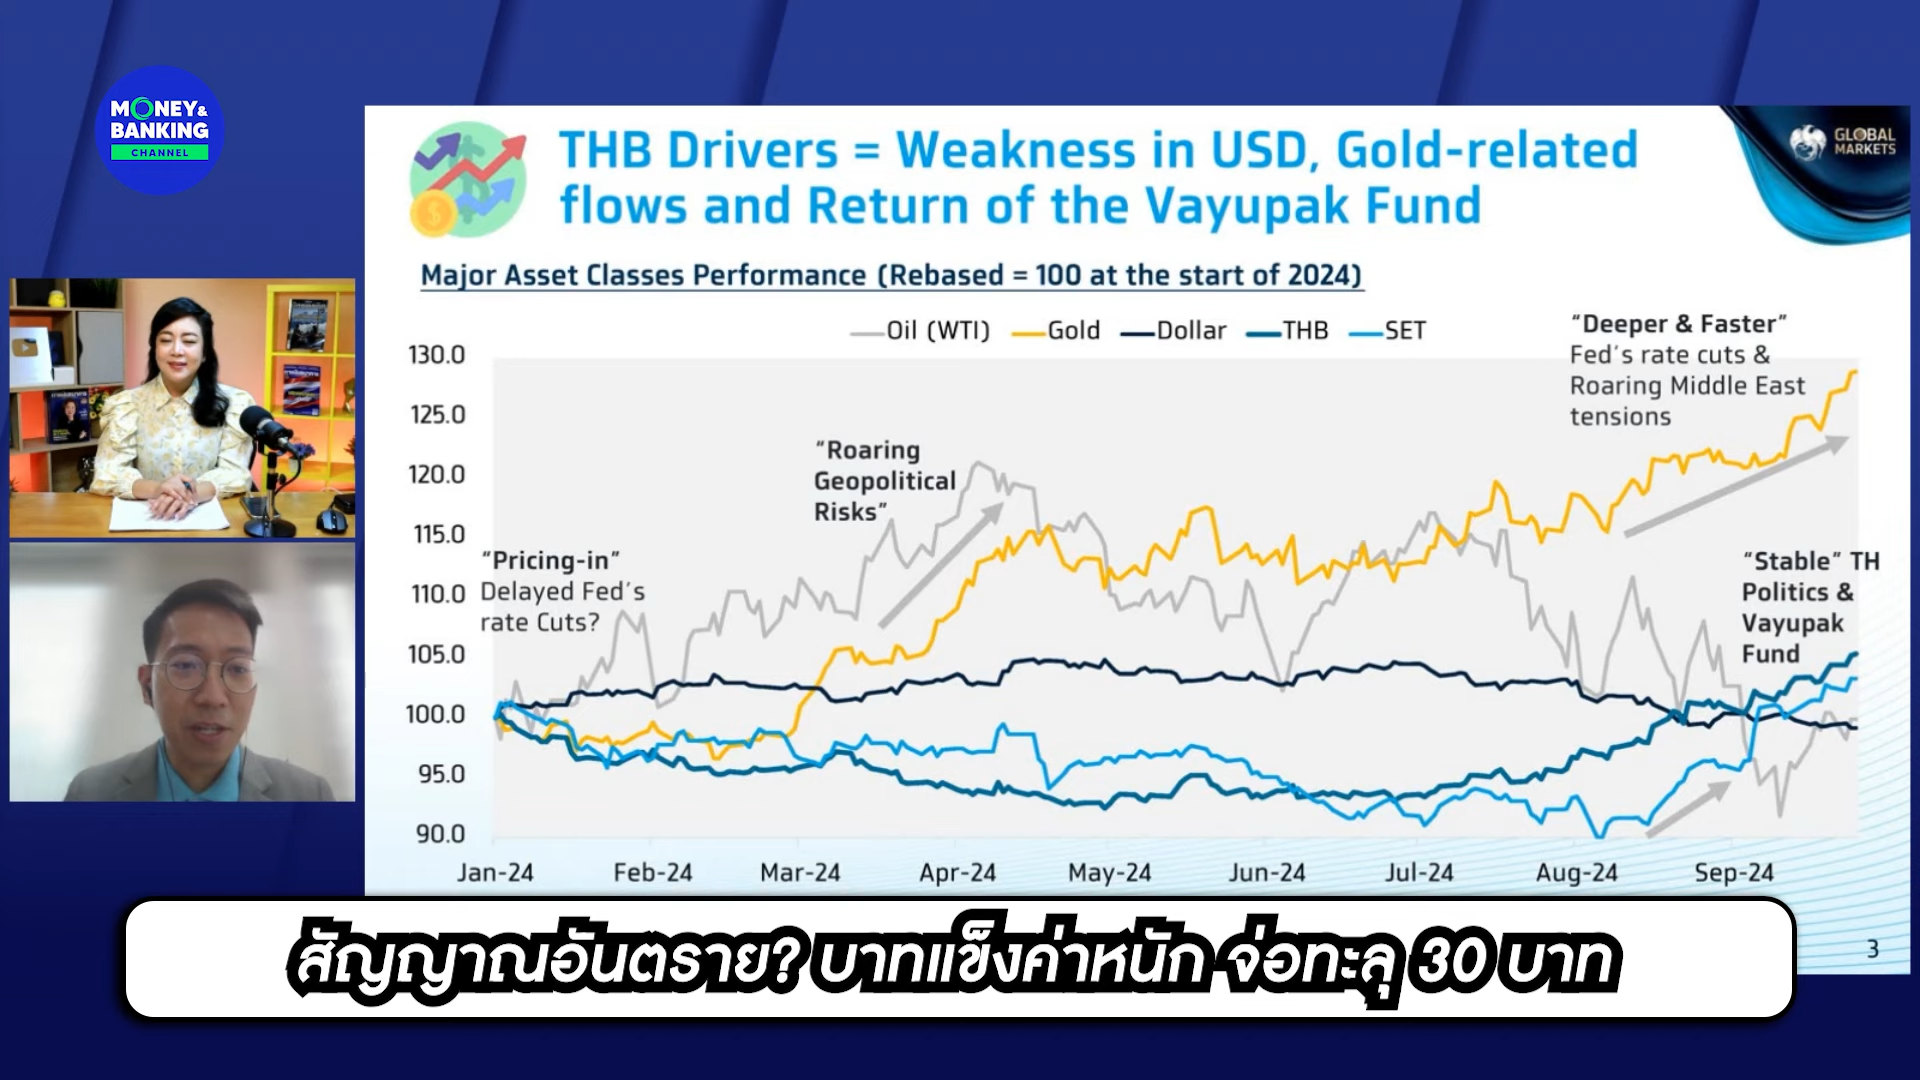 MONEY&
BANKING
CHANNEL
GLOBAL
MARKETS
THB Drivers = Weakness in USD, Gold-related
flows and Return of the Vayupak Fund
Major Asset Classes Performance (Rebased = 100 at the start of 2024)
Oil (WTI) Gold Dollar THB SET
130.0
125.0
120.0
115.0
110.0
105.0
100.0
95.0
90.0
"Pricing-in"
Delayed Fed's
rate Cuts?
"Roaring
Geopolitical
Risks"
"Deeper & Faster"
Fed's rate cuts &
Roaring Middle East
tensions
"Stable" TH
Politics &
Vayupak
Fund
Jan-24 Feb-24 Mar-24 Apr-24 May-24 Jun-24 Jul-24 Aug-24 Sep-24
3
สัญญาณอันตราย? บาทแข็งค่าหนัก จ่อทะลุ 30 บาท